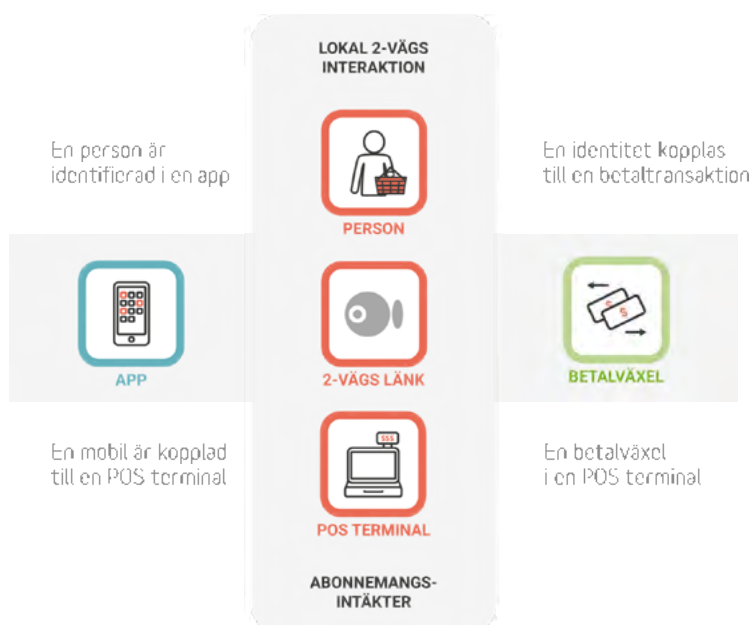 LOKAL 2-VÄGS
INTERAKTION
En person är
identifierad i en app
En identitet kopplas
till en betaltransaktion
PERSON
APP
2-VÄGS LÄNK
BETALVÄXEL
$
$
En mobil är kopplad
till en POS terminal
En betalväxel
i en POS terminal
$$$
POS TERMINAL
ABONNEMANGS-
INTÄKTER